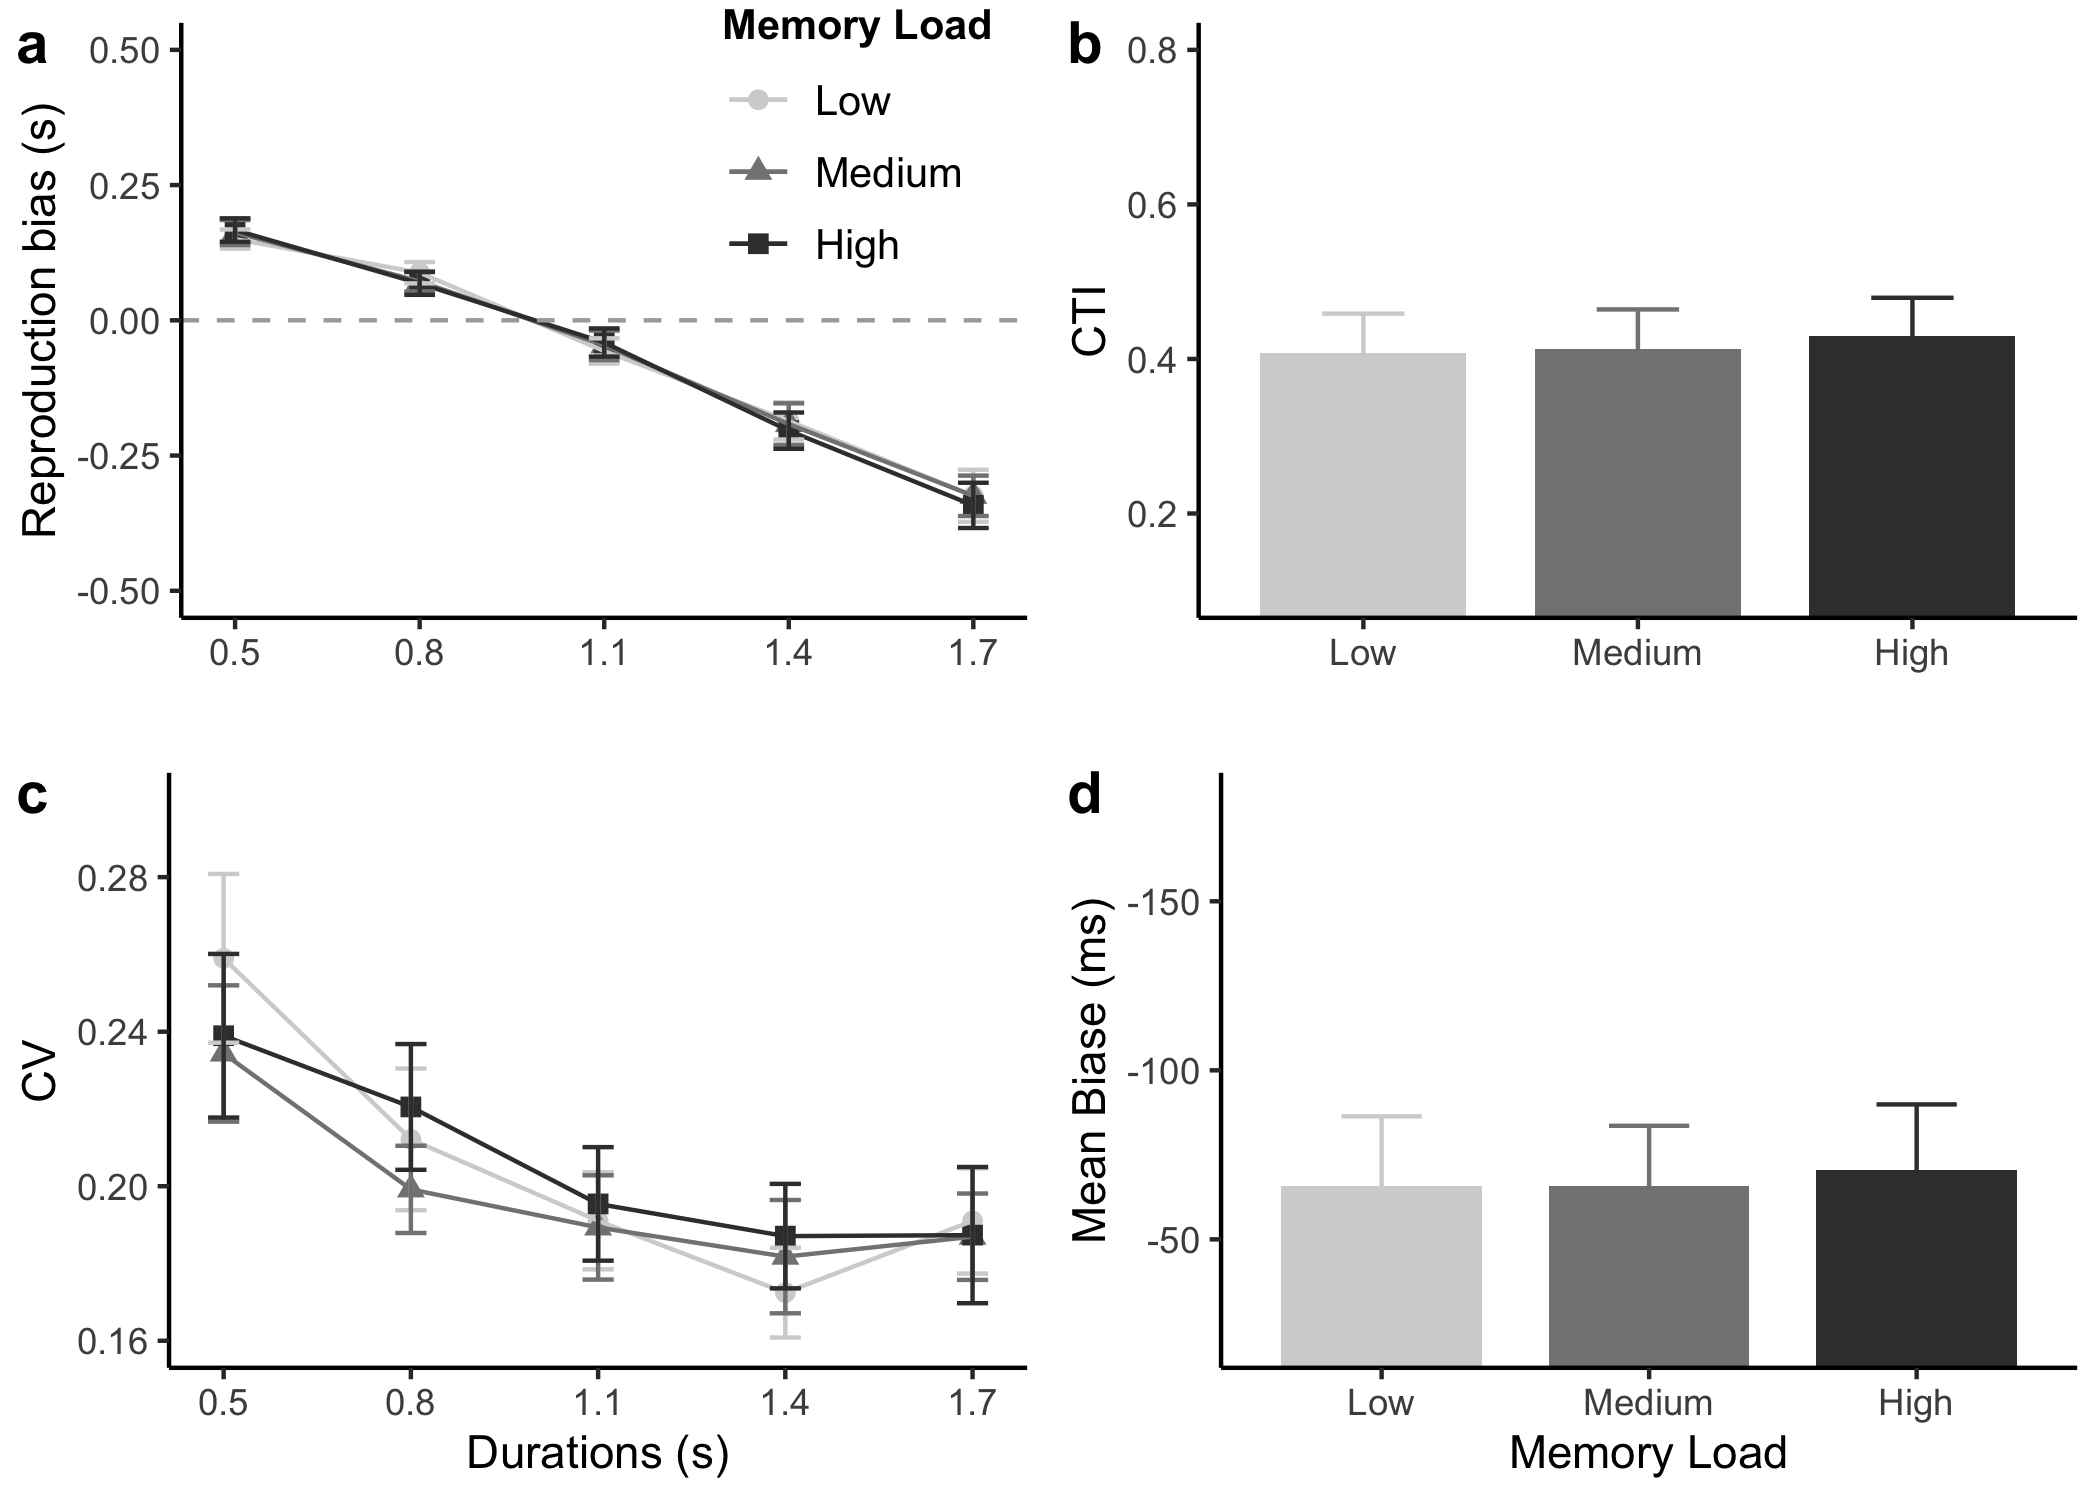 a
Memory Load
Low
Medium
High
Reproduction bias (s)
0.50
0.25
0.00
-0.25
-0.50
0.5 0.8 1.1 1.4 1.7
b
CTI
0.8
0.6
0.4
0.2
Low Medium High
c
CV
0.28
0.24
0.20
0.16
0.5 0.8 1.1 1.4 1.7
Durations (s)
d
Mean Biase (ms)
-150
-100
-50
Low Medium High
Memory Load